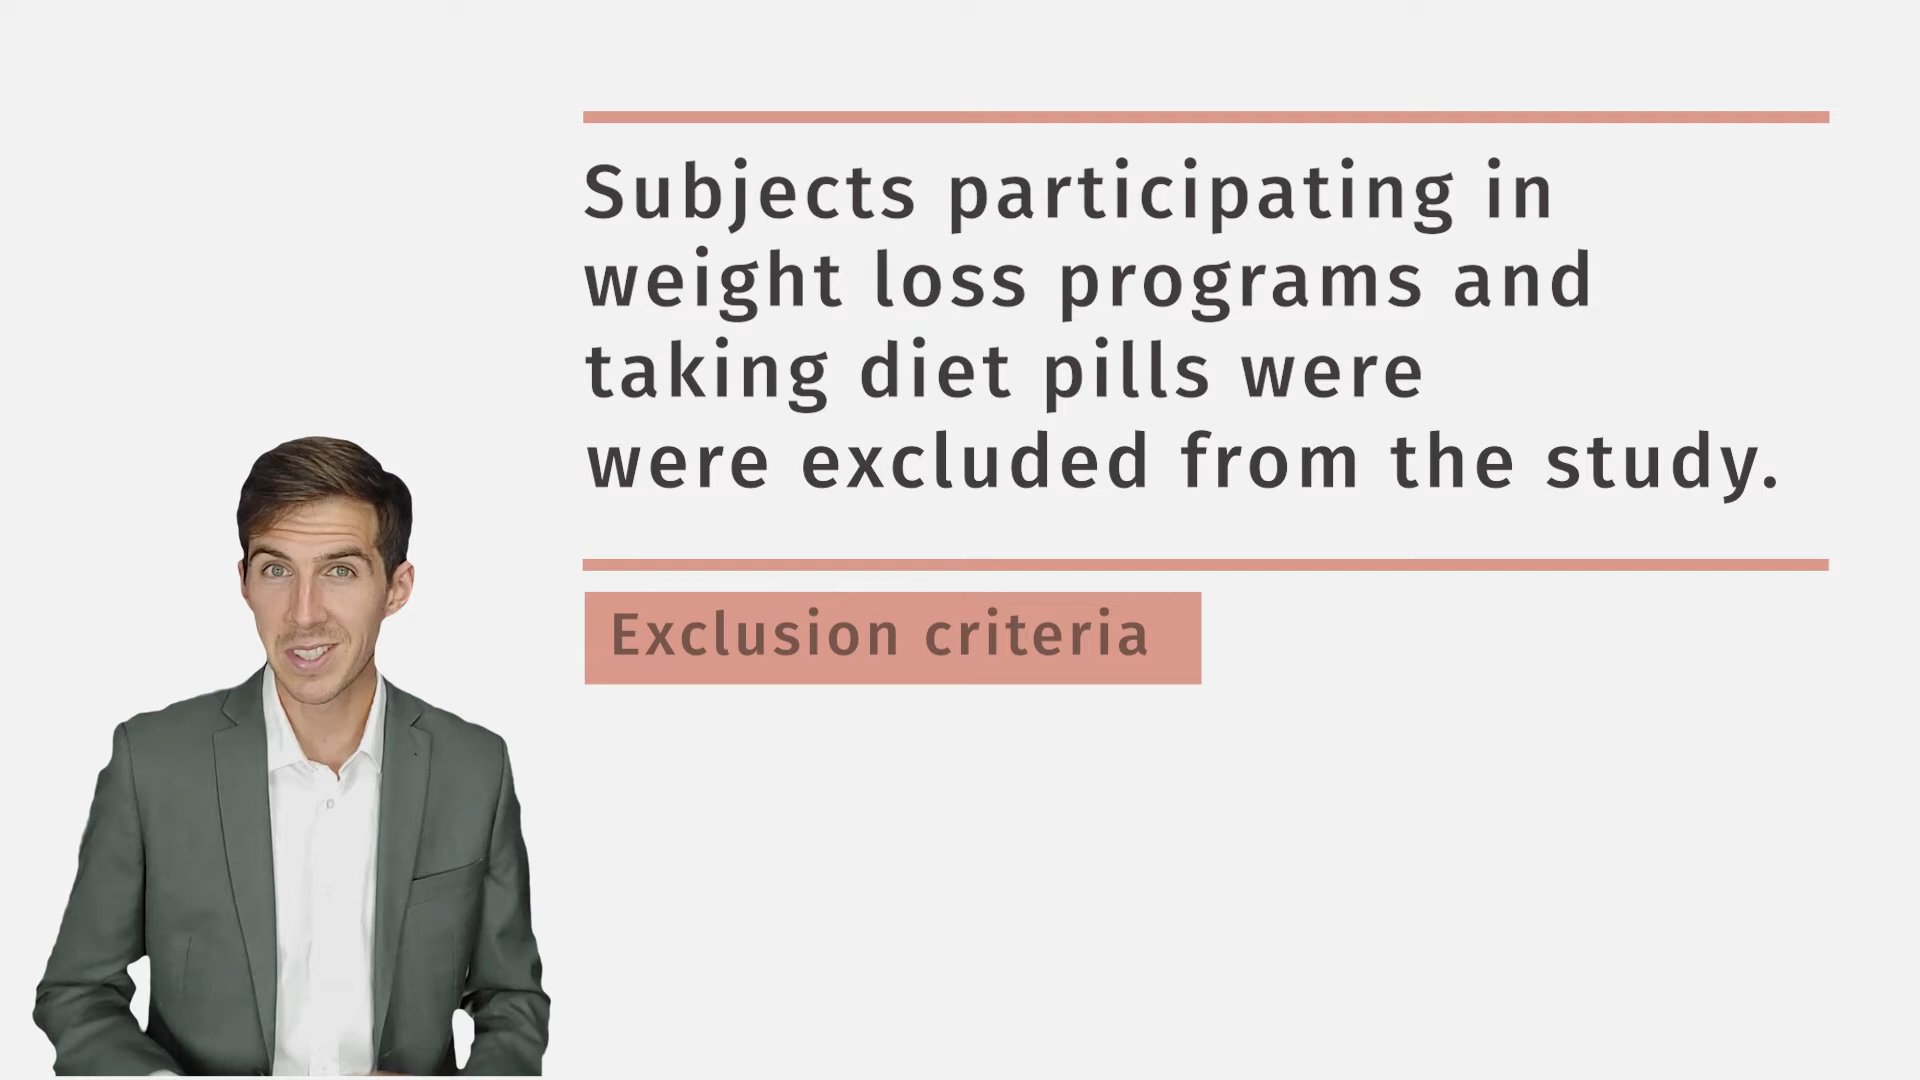 Subjects participating in
weight loss programs and
taking diet pills were
were excluded from the study.
Exclusion criteria